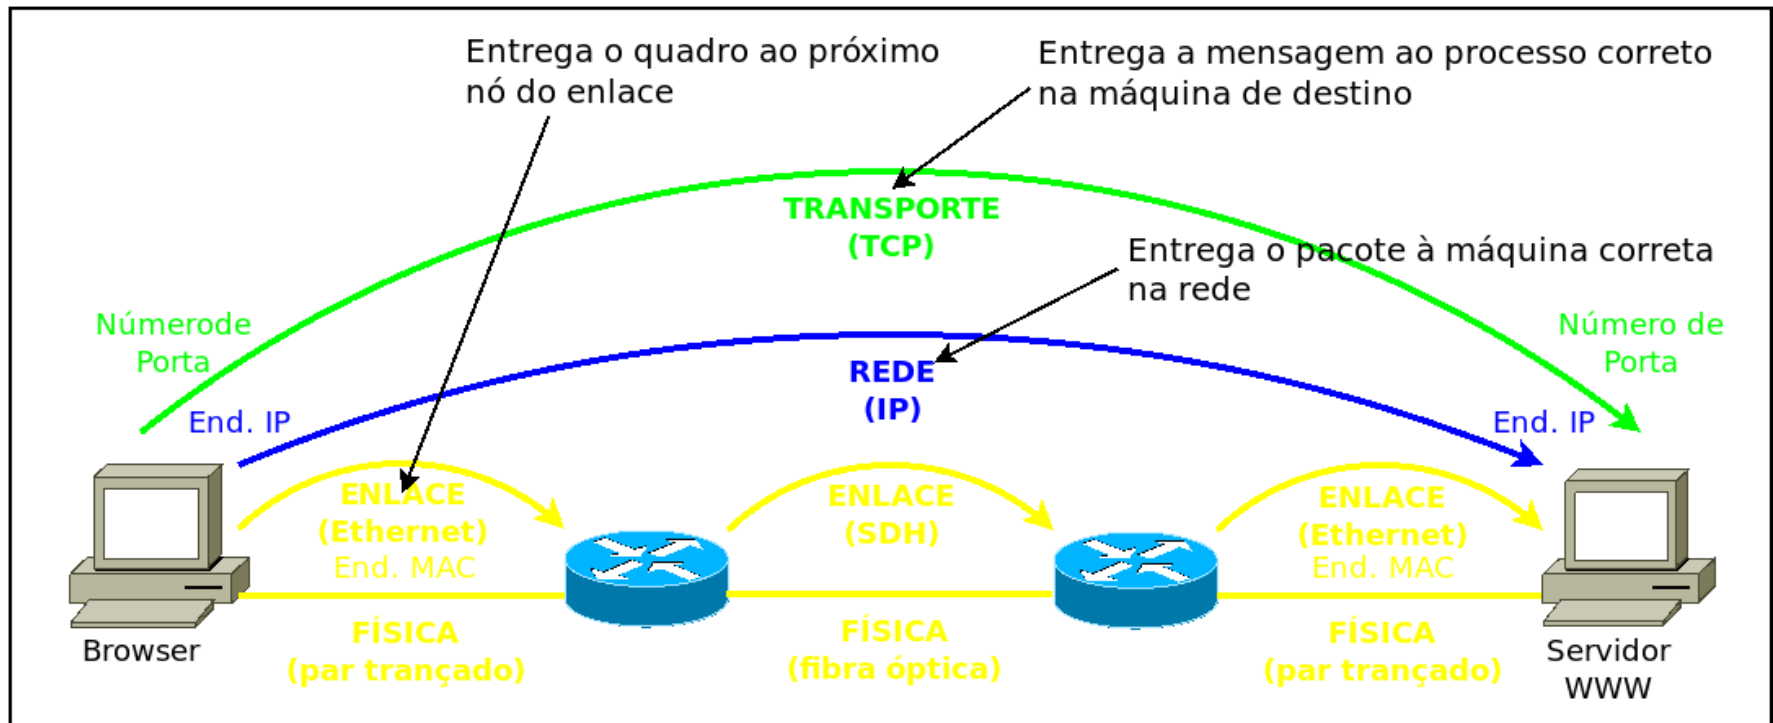 Entrega o quadro ao próximo
nó do enlace
Entrega a mensagem ao processo correto
na máquina de destino
TRANSPORTE
(TCP)
Entrega o pacote à máquina correta
na rede
Númerode
Porta
Número de
Porta
REDE
(IP)
End. IP
End. IP
ENLACE
(Ethernet)
End. MAC
ENLACE
(SDH)
ENLACE
(Ethernet)
End. MAC
FÍSICA
(par trançado)
FÍSICA
(fibra óptica)
FÍSICA
(par trançado)
Browser
Servidor
WWW